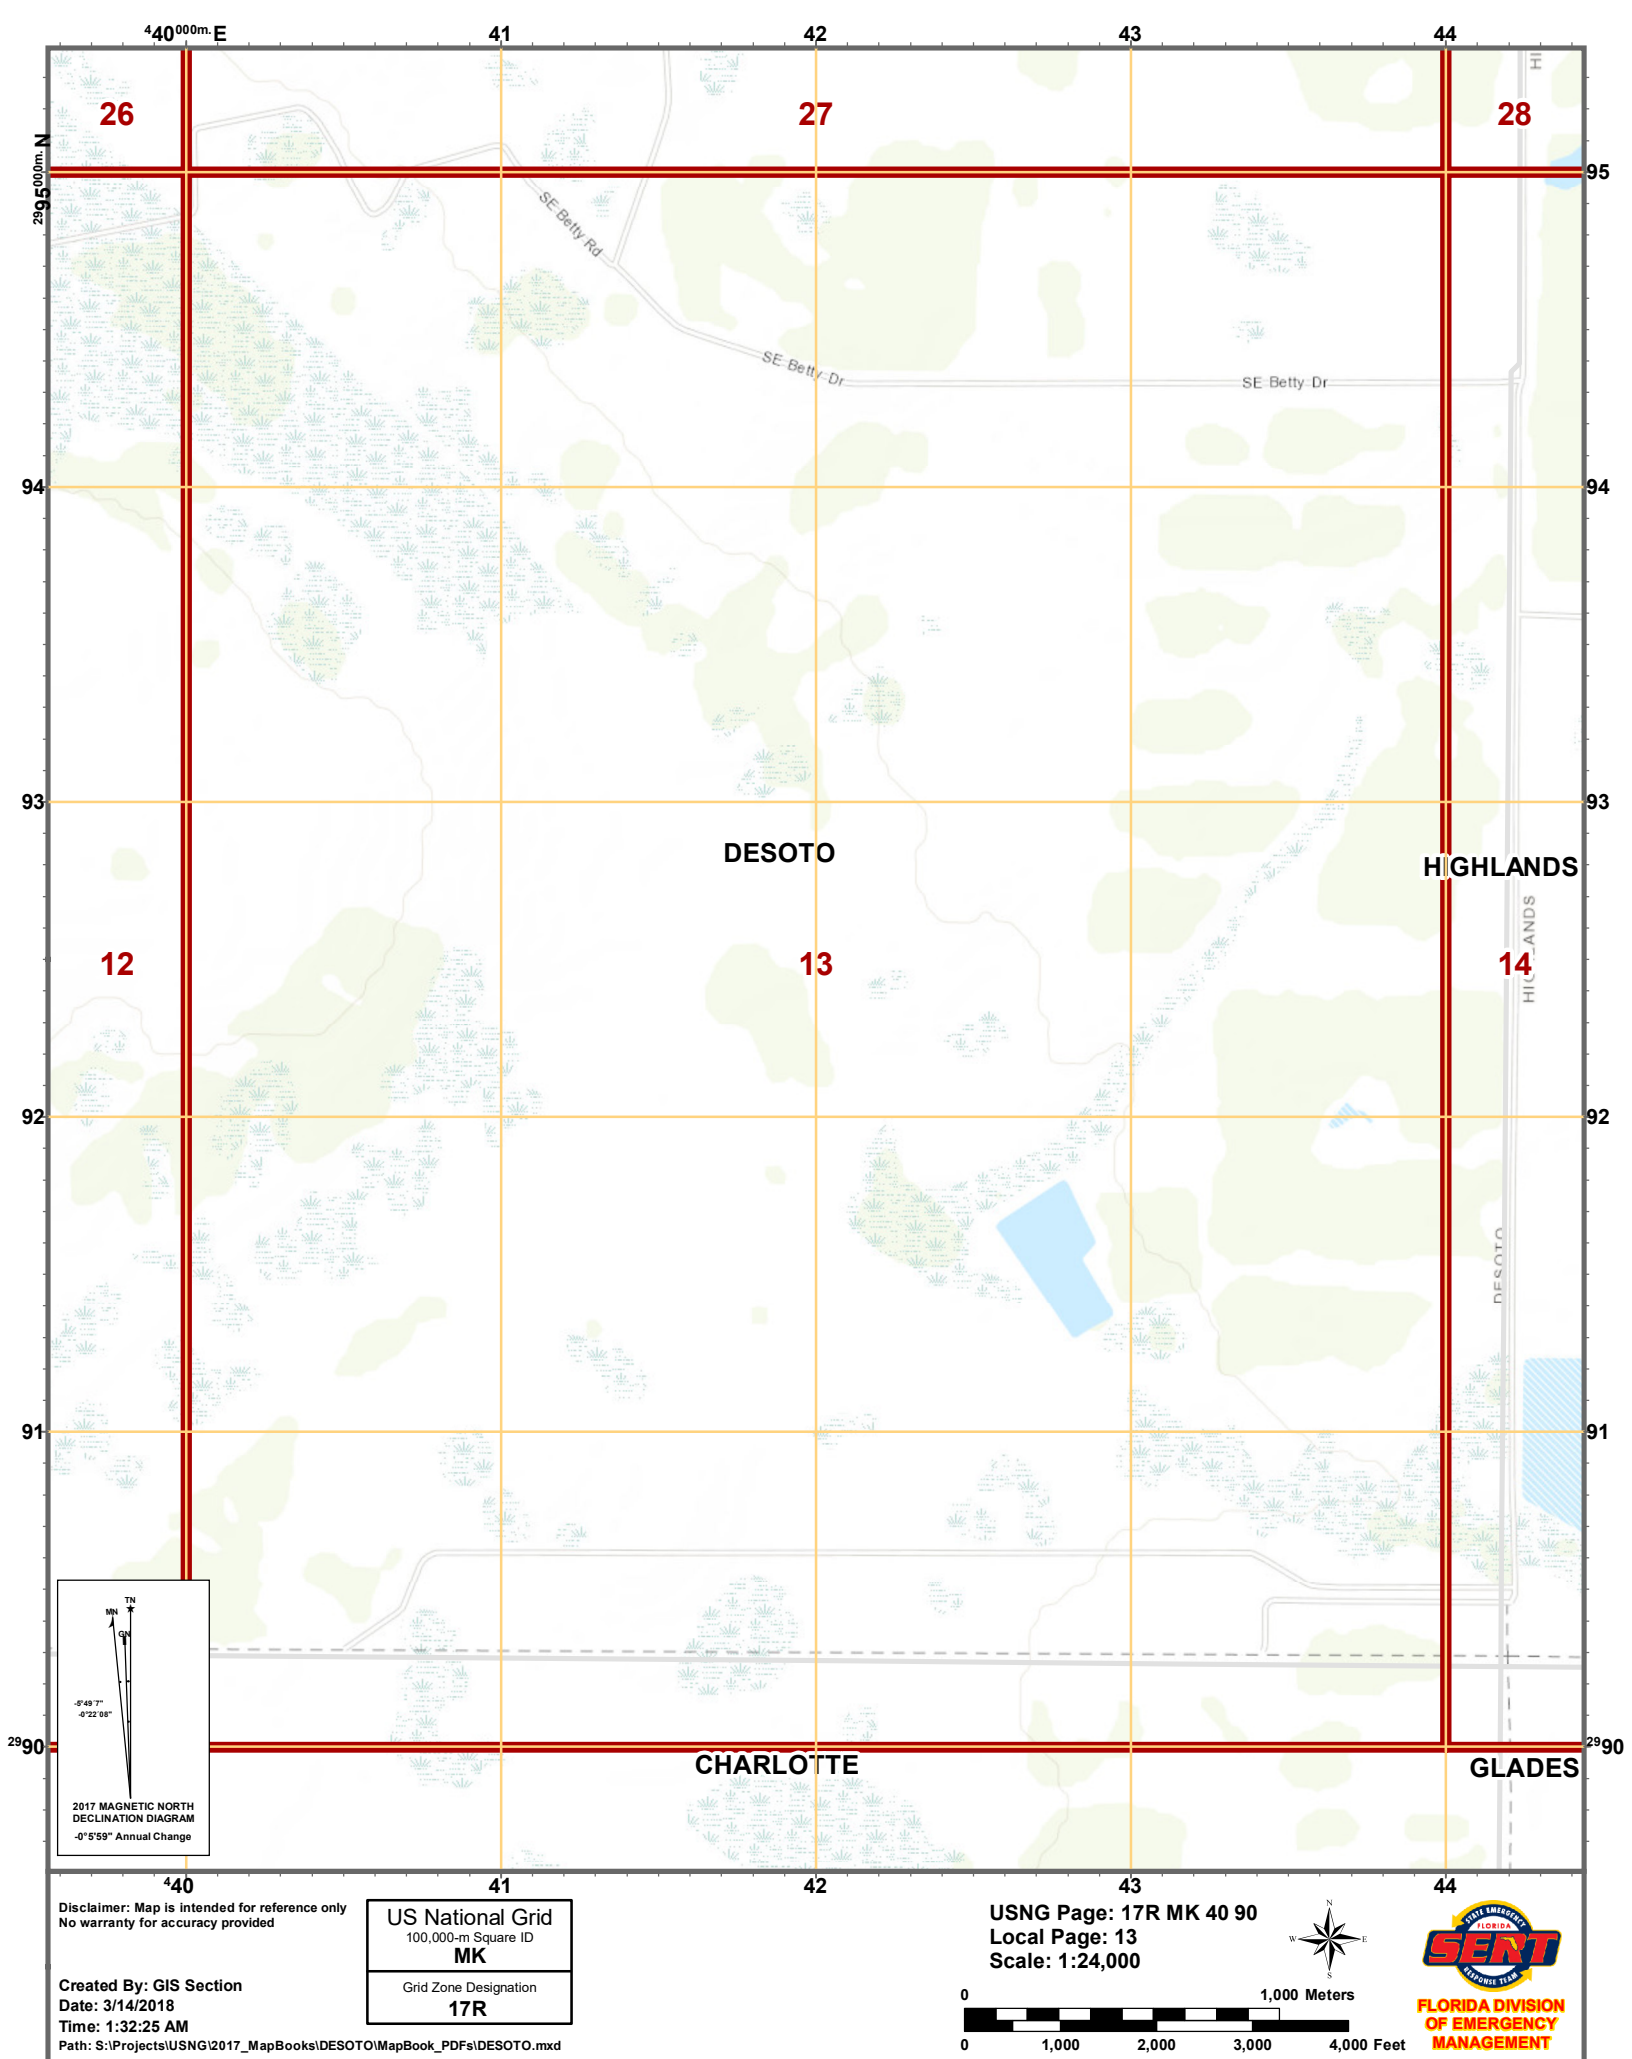 440000m.E 41 42 43 44
HI
26 27 28
2995000m.N 95
SE Betty Rd
SE Betty Dr
SE Betty Dr
94 94
93 93
DESOTO HIGHLANDS
HIGHLANDS
12 13 14
92 92
DESOTO
91 91
TN
MN
GN
-5°49'7"
-0°22'08"
2990 2990
CHARLOTTE GLADES
2017 MAGNETIC NORTH
DECLINATION DIAGRAM
-0°5'59" Annual Change
440 41 42 43 44
Disclaimer: Map is intended for reference only
No warranty for accuracy provided
Created By: GIS Section
Date: 3/14/2018
Time: 1:32:25 AM
Path: S:\Projects\USNG\2017_MapBooks\DESOTO\MapBook_PDFs\DESOTO.mxd
US National Grid
100,000-m Square ID
MK
Grid Zone Designation
17R
USNG Page: 17R MK 40 90
Local Page: 13
Scale: 1:24,000
N
W E
S
0 1,000 Meters
0 1,000 2,000 3,000 4,000 Feet
STATE EMERGENCY
FLORIDA
SERT
RESPONSE TEAM
FLORIDA DIVISION
OF EMERGENCY
MANAGEMENT